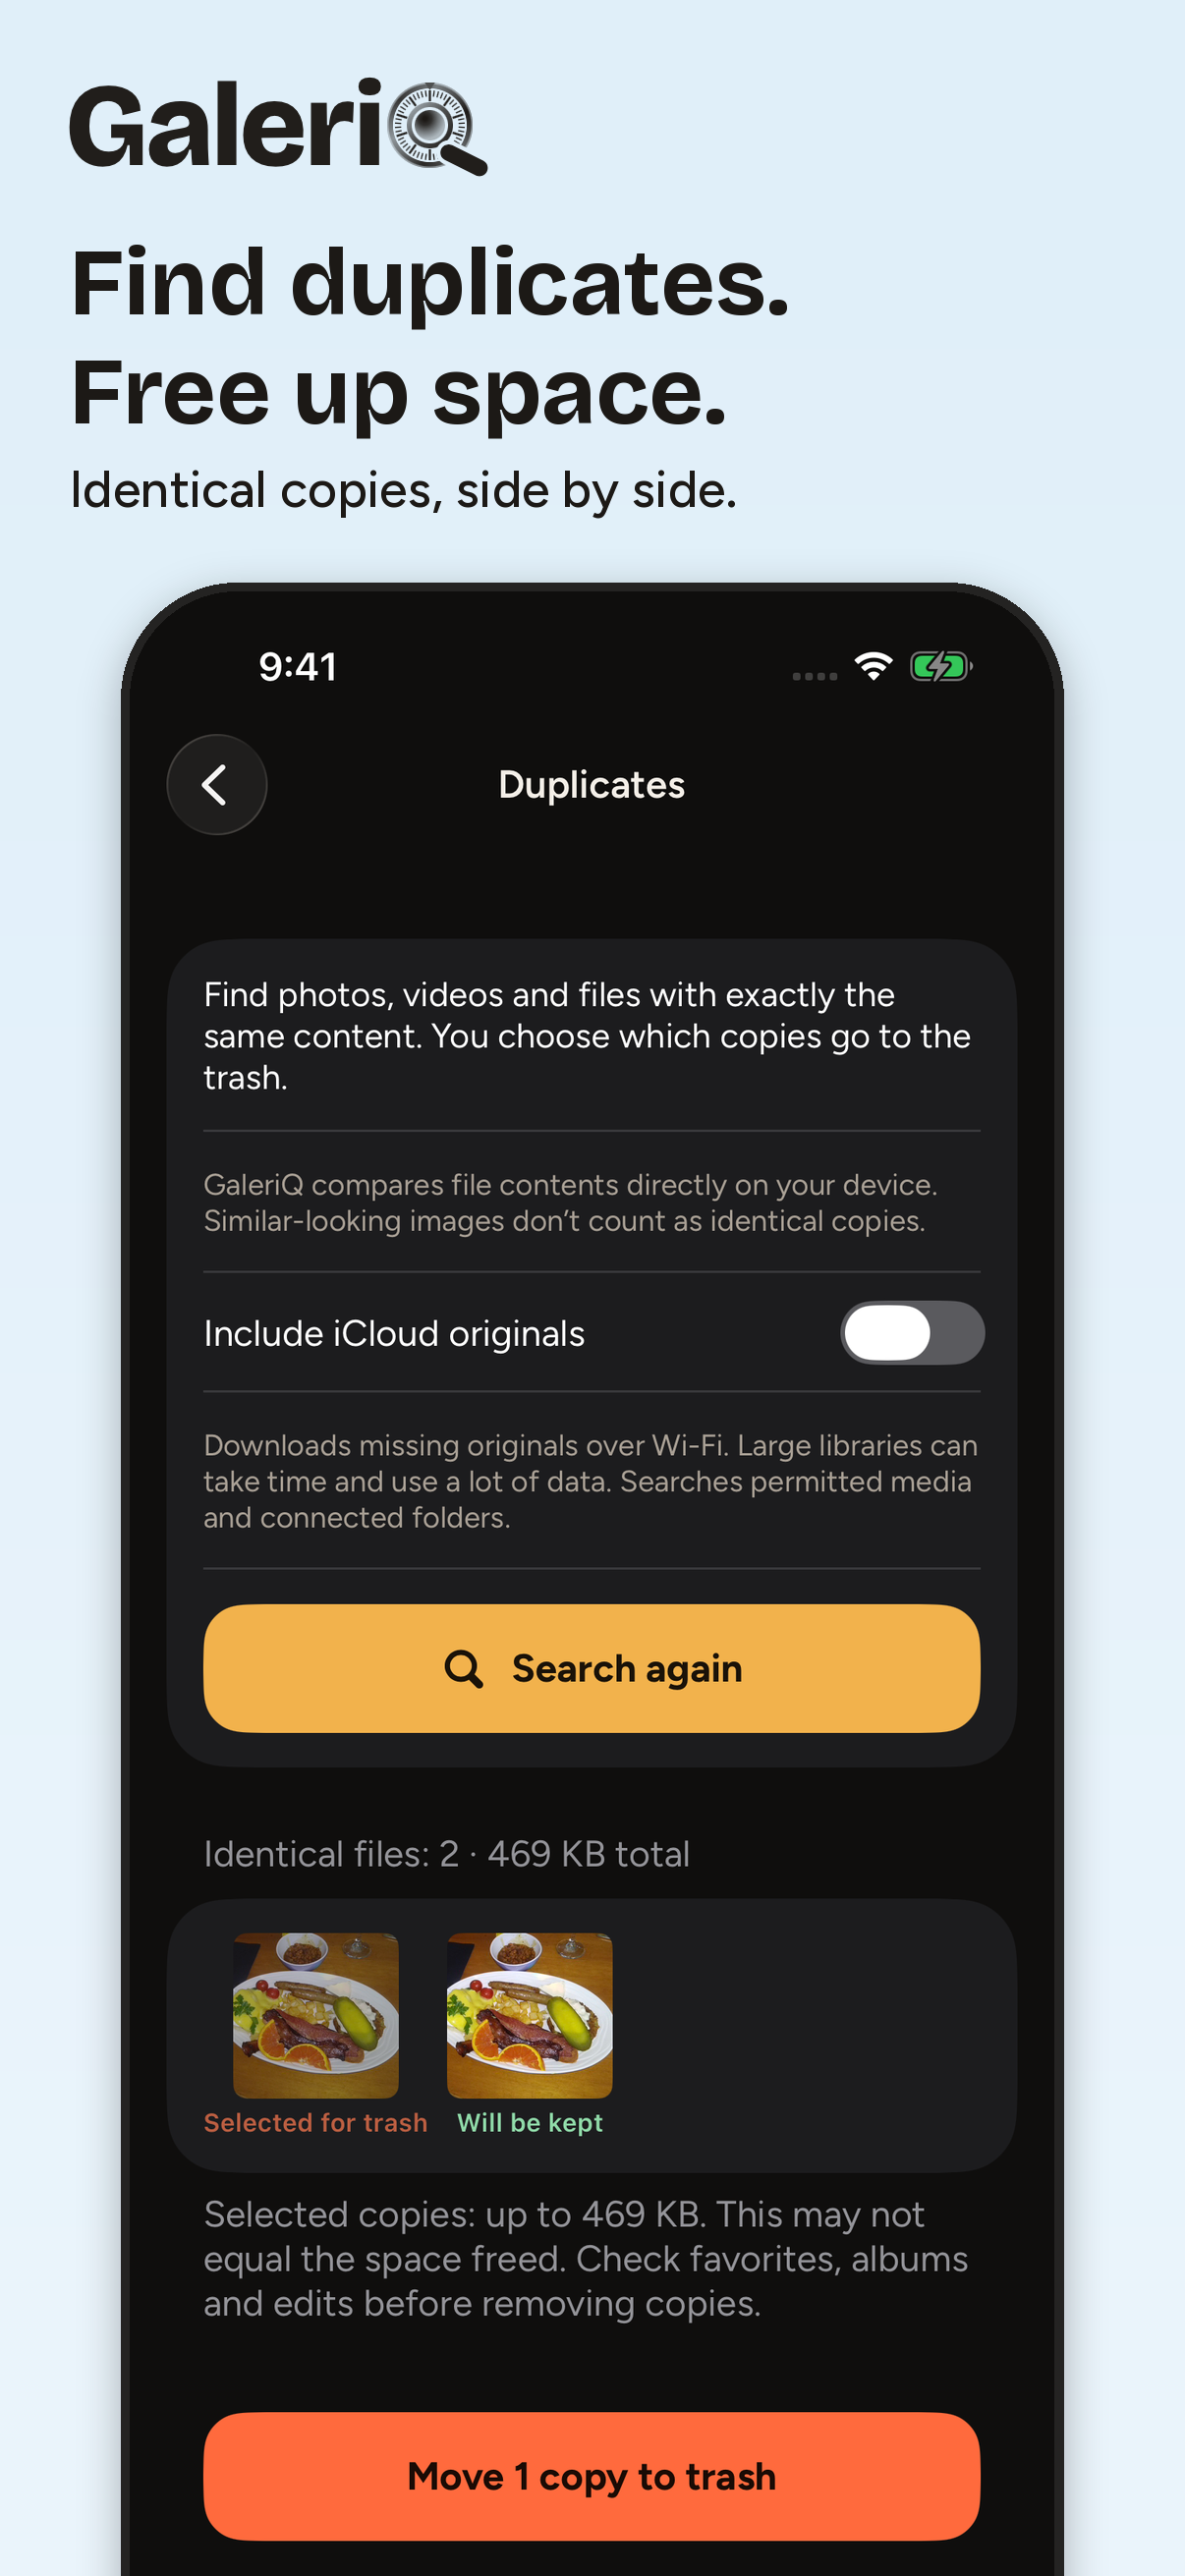 GaleriQ
Find duplicates.
Free up space.
Identical copies, side by side.
9:41
Duplicates
Find photos, videos and files with exactly the
same content. You choose which copies go to the
trash.
GaleriQ compares file contents directly on your device.
Similar-looking images don’t count as identical copies.
Include iCloud originals
Downloads missing originals over Wi-Fi. Large libraries can
take time and use a lot of data. Searches permitted media
and connected folders.
Search again
Identical files: 2 · 469 KB total
Selected for trash
Will be kept
Selected copies: up to 469 KB. This may not
equal the space freed. Check favorites, albums
and edits before removing copies.
Move 1 copy to trash